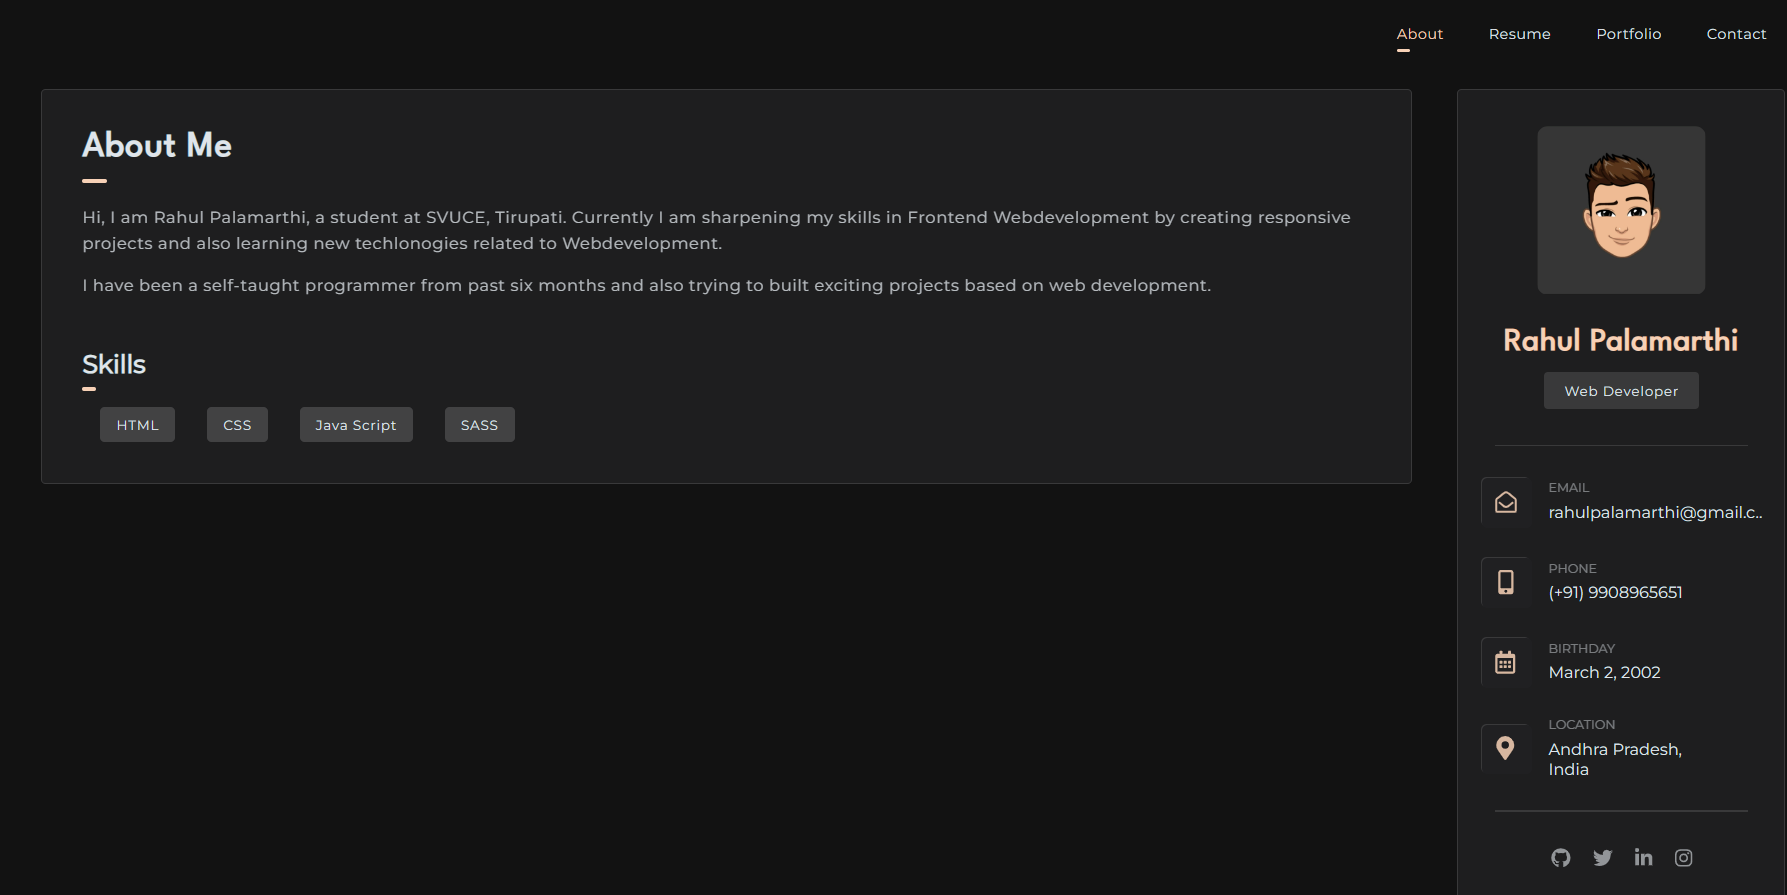 About Resume Portfolio Contact
About Me
Hi, I am Rahul Palamarthi, a student at SVUCE, Tirupati. Currently I am sharpening my skills in Frontend Webdevelopment by creating responsive
projects and also learning new techlonogies related to Webdevelopment.
I have been a self-taught programmer from past six months and also trying to built exciting projects based on web development.
Skills
HTML CSS Java Script SASS
Rahul Palamarthi
Web Developer
EMAIL
rahulpalamarthi@gmail.c..
PHONE
(+91) 9908965651
BIRTHDAY
March 2, 2002
LOCATION
Andhra Pradesh,
India